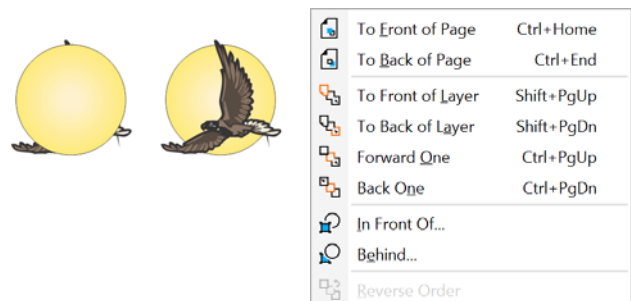 To Front of Page Ctrl+Home
To Back of Page Ctrl+End
To Front of Layer Shift+PgUp
To Back of Layer Shift+PgDn
Forward One Ctrl+PgUp
Back One Ctrl+PgDn
In Front Of...
Behind...
Reverse Order